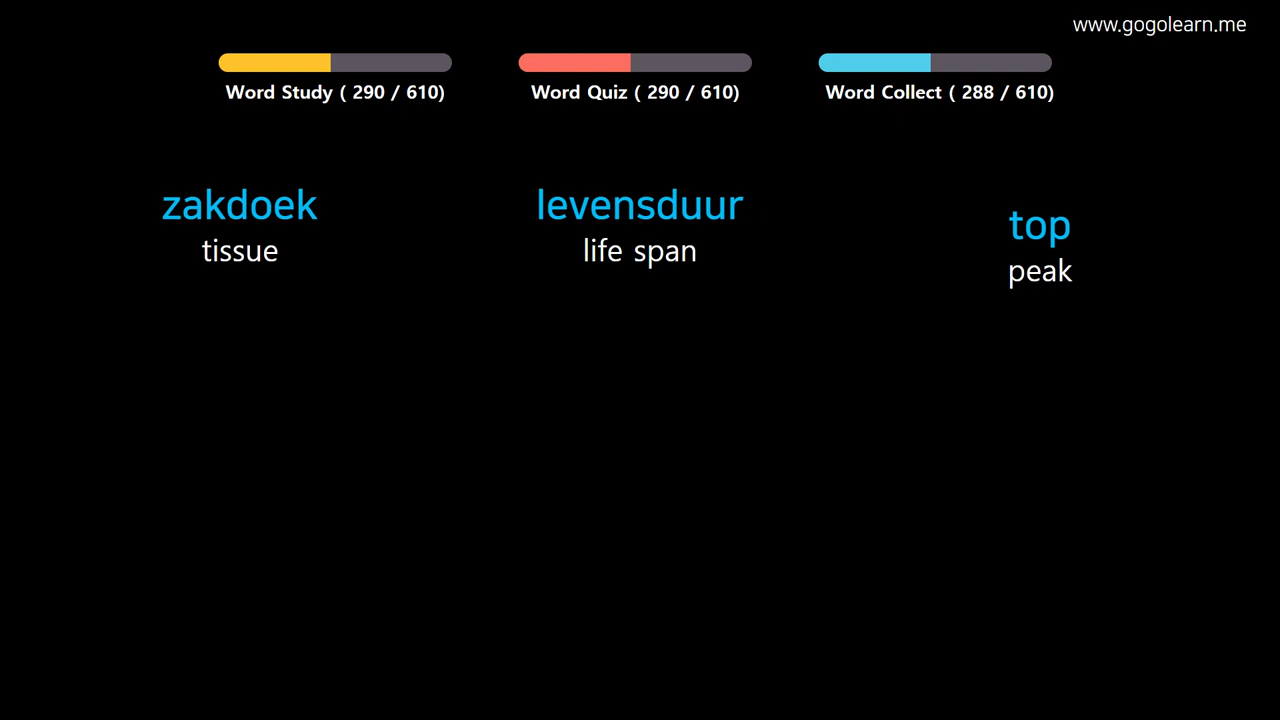 www.gogolearn.me
Word Study ( 290 / 610)
Word Quiz ( 290 / 610)
Word Collect ( 288 / 610)
zakdoek
tissue
levensduur
life span
top
peak